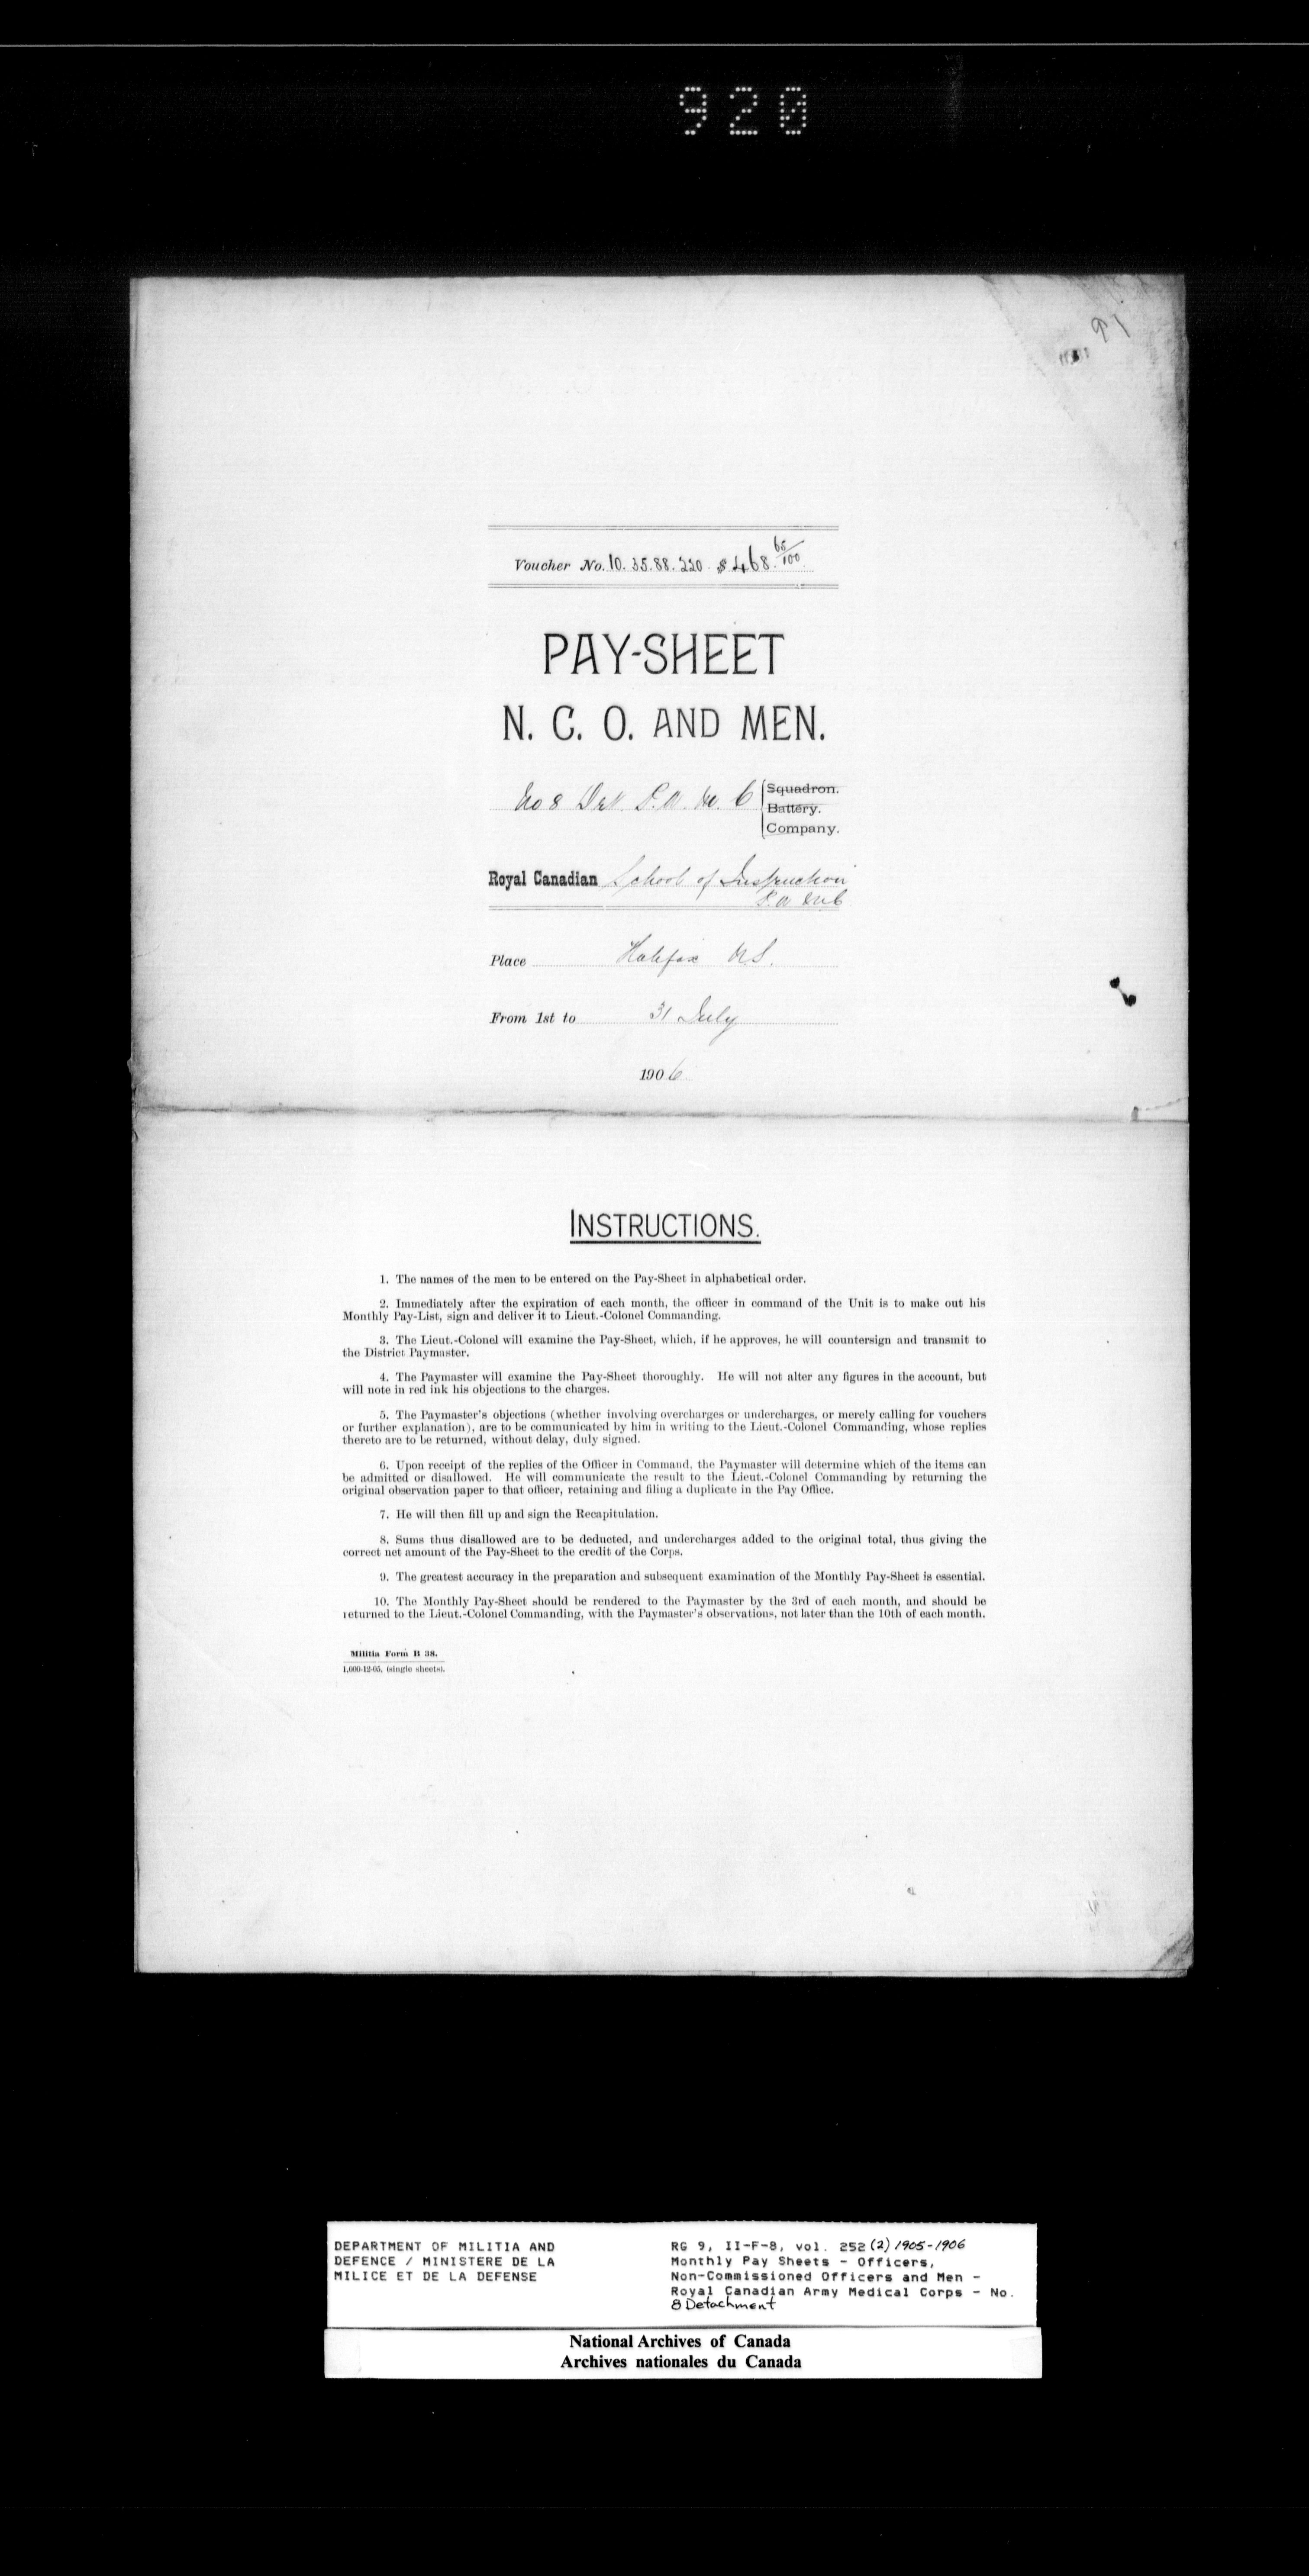 920
91
Voucher No. 10. 35. 88. 220. $468. 65/100
PAY-SHEET
N. C. O. AND MEN.
No 8 Det. P.A.M.C
Squadron.
Battery.
Company.
Royal Canadian School of Instruction
P.A.M.C
Place Halifax N.S.
From 1st to 31 July
1906
INSTRUCTIONS.
1. The names of the men to be entered on the Pay-Sheet in alphabetical order.
2. Immediately after the expiration of each month, the officer in command of the Unit is to make out his
Monthly Pay-List, sign and deliver it to Lieut.-Colonel Commanding.
3. The Lieut.-Colonel will examine the Pay-Sheet, which, if he approves, he will countersign and transmit to
the District Paymaster.
4. The Paymaster will examine the Pay-Sheet thoroughly. He will not alter any figures in the account, but
will note in red ink his objections to the charges.
5. The Paymaster's objections (whether involving overcharges or undercharges, or merely calling for vouchers
or further explanation), are to be communicated by him in writing to the Lieut.-Colonel Commanding, whose replies
thereto are to be returned, without delay, duly signed.
6. Upon receipt of the replies of the Officer in Command, the Paymaster will determine which of the items can
be admitted or disallowed. He will communicate the result to the Lieut.-Colonel Commanding by returning the
original observation paper to that officer, retaining and filing a duplicate in the Pay Office.
7. He will then fill up and sign the Recapitulation.
8. Sums thus disallowed are to be deducted, and undercharges added to the original total, thus giving the
correct net amount of the Pay-Sheet to the credit of the Corps.
9. The greatest accuracy in the preparation and subsequent examination of the Monthly Pay-Sheet is essential.
10. The Monthly Pay-Sheet should be rendered to the Paymaster by the 3rd of each month, and should be
returned to the Lieut.-Colonel Commanding, with the Paymaster's observations, not later than the 10th of each month.
Militia Form B 38.
1,000-12-05, (single sheets).
DEPARTMENT OF MILITIA AND
DEFENCE / MINISTERE DE LA
MILICE ET DE LA DEFENSE
RG 9, II-F-8, vol. 252 (2) 1905-1906
Monthly Pay Sheets - Officers,
Non-Commissioned Officers and Men -
Royal Canadian Army Medical Corps - No.
8 Detachment
National Archives of Canada
Archives nationales du Canada